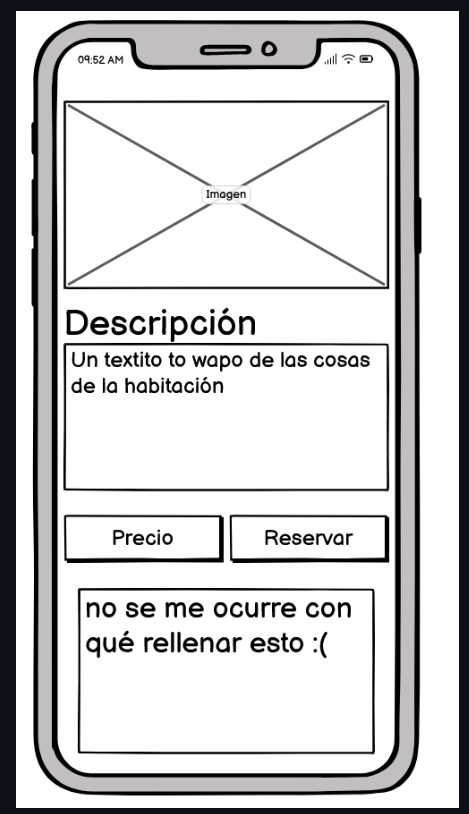 09:52 AM
Imagen
Descripción
Un textito to wapo de las cosas
de la habitación
Precio
Reservar
no se me ocurre con
qué rellenar esto :(